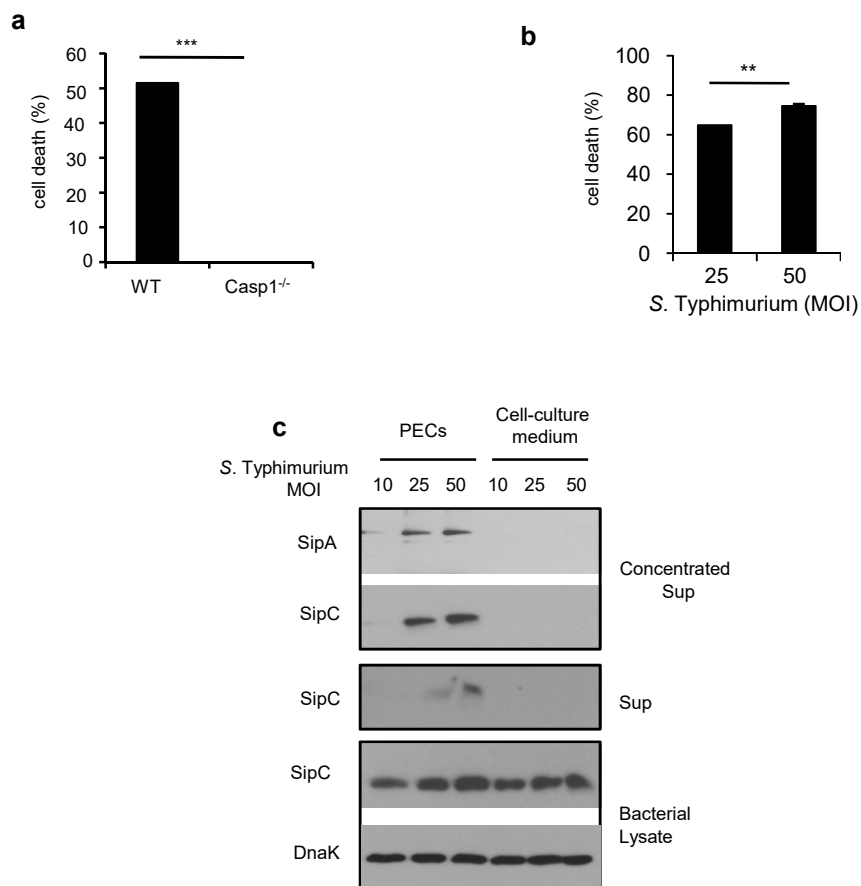 a
***
60
50
40
30
20
10
0
cell death (%)
WT Casp1-/-
b
**
100
80
60
40
20
0
cell death (%)
25 50
S. Typhimurium (MOI)
c
PECs
Cell-culture
medium
S. Typhimurium
MOI
10 25 50 10 25 50
SipA
SipC
Concentrated
Sup
SipC
Sup
SipC
DnaK
Bacterial
Lysate